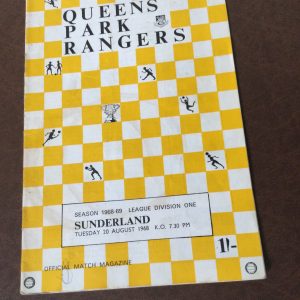 QUEENS
PARK
RANGERS
SEASON 1968-69 LEAGUE DIVISION ONE
SUNDERLAND
TUESDAY 20 AUGUST 1968 K.O. 7.30 PM
1/-
OFFICIAL MATCH MAGAZINE